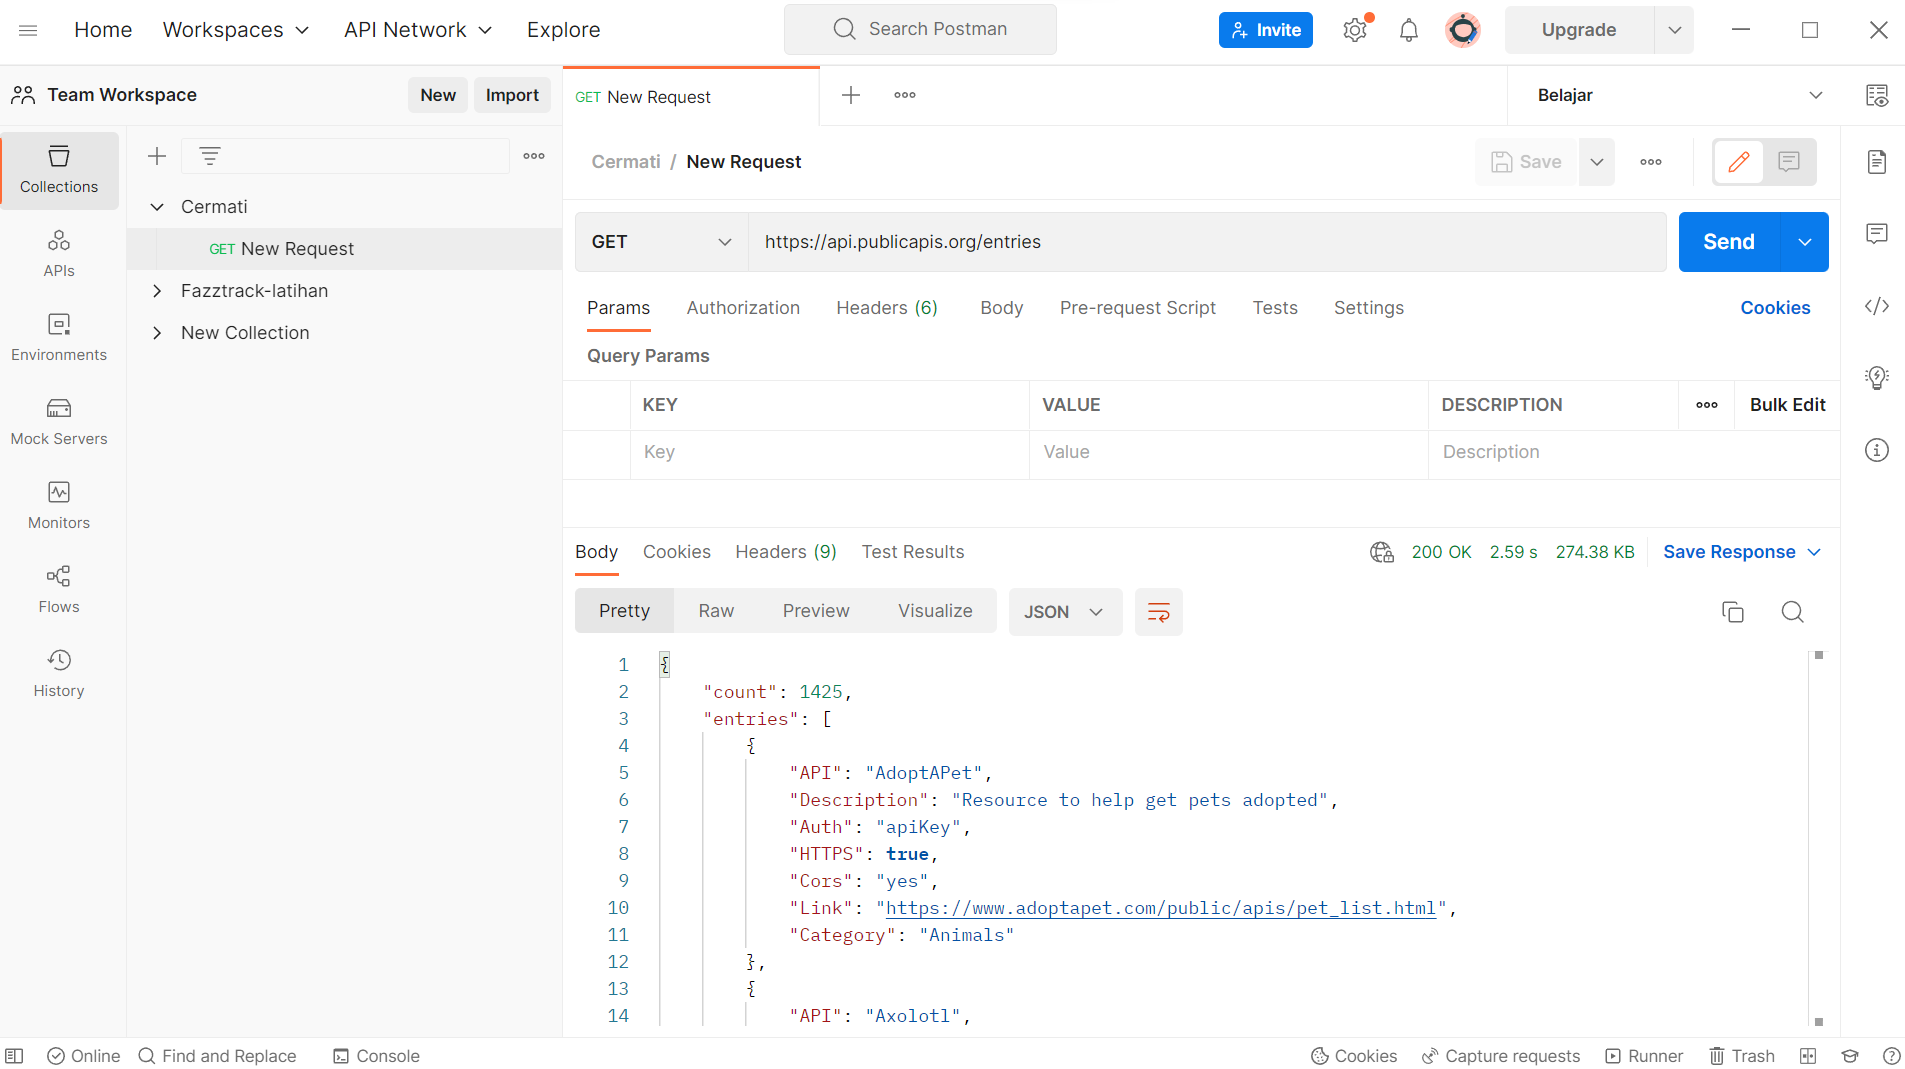 Home Workspaces API Network Explore Search Postman Invite Upgrade
Team Workspace New Import
GET New Request
Belajar
Collections
APIs
Environments
Mock Servers
Monitors
Flows
History
Cermati
GET New Request
Fazztrack-latihan
New Collection
Cermati / New Request Save
GET https://api.publicapis.org/entries Send
Params Authorization Headers (6) Body Pre-request Script Tests Settings Cookies
Query Params
KEY VALUE DESCRIPTION Bulk Edit
Key Value Description
Body Cookies Headers (9) Test Results 200 OK 2.59 s 274.38 KB Save Response
Pretty Raw Preview Visualize JSON
1 {
2 "count": 1425,
3 "entries": [
4 {
5 "API": "AdoptAPet",
6 "Description": "Resource to help get pets adopted",
7 "Auth": "apiKey",
8 "HTTPS": true,
9 "Cors": "yes",
10 "Link": "https://www.adoptapet.com/public/apis/pet_list.html",
11 "Category": "Animals"
12 },
13 {
14 "API": "Axolotl",
Online Find and Replace Console Cookies Capture requests Runner Trash